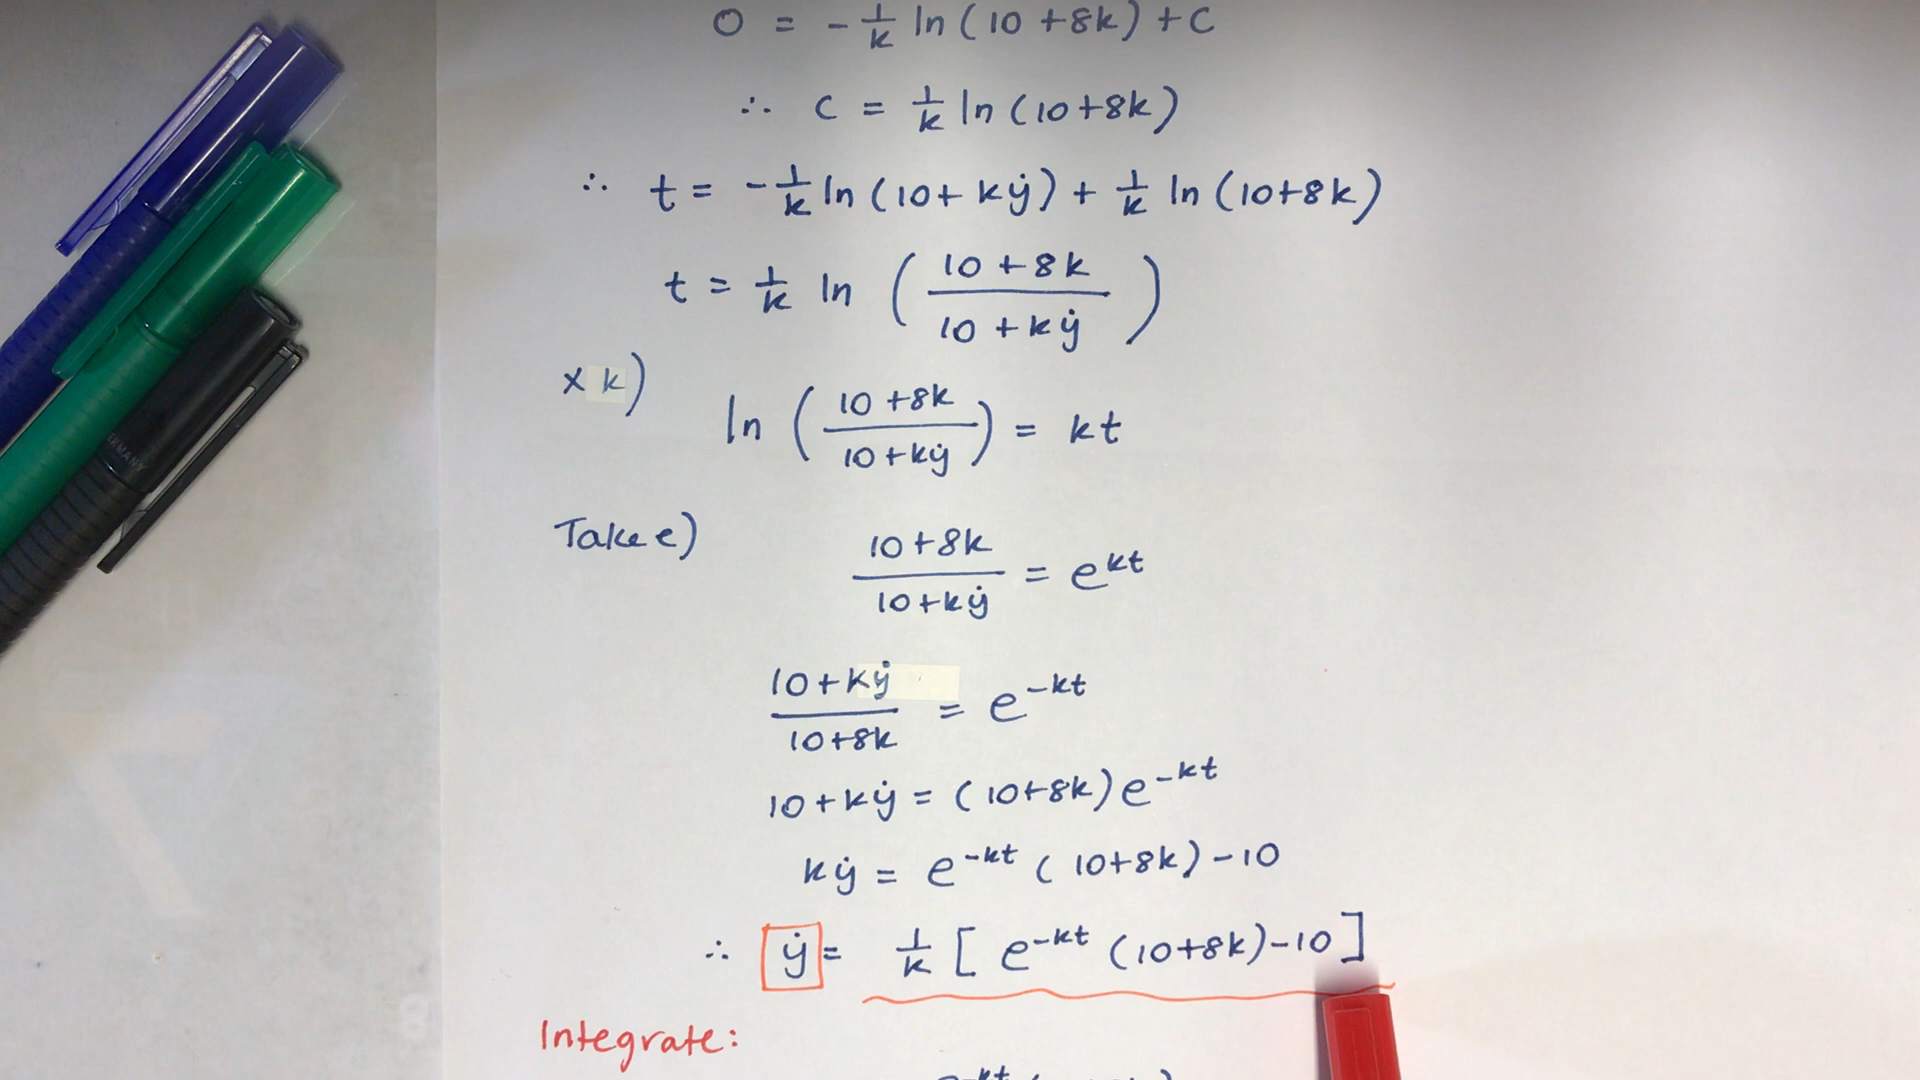 0 = -1/k ln(10+8k)+C
∴ C = 1/k ln(10+8k)
∴ t = -1/k ln(10+kẏ) + 1/k ln(10+8k)
t = 1/k ln ( (10+8k)/(10+kẏ) )
× k)
ln ( (10+8k)/(10+kẏ) ) = kt
Take e)
(10+8k)/(10+kẏ) = e^kt
(10+kẏ)/(10+8k) = e^-kt
10+kẏ = (10+8k)e^-kt
kẏ = e^-kt (10+8k)-10
∴ ẏ = 1/k [ e^-kt (10+8k)-10 ]
Integrate: